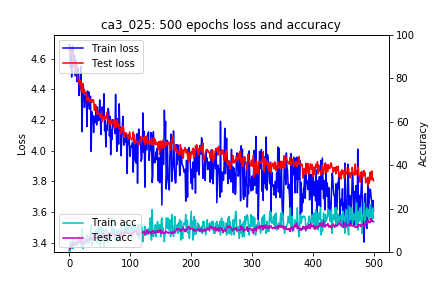 ca3_025: 500 epochs loss and accuracy
Train loss
Test loss
Train acc
Test acc
Loss
4.6
4.4
4.2
4.0
3.8
3.6
3.4
100
80
60
40
20
0
Accuracy
0 100 200 300 400 500